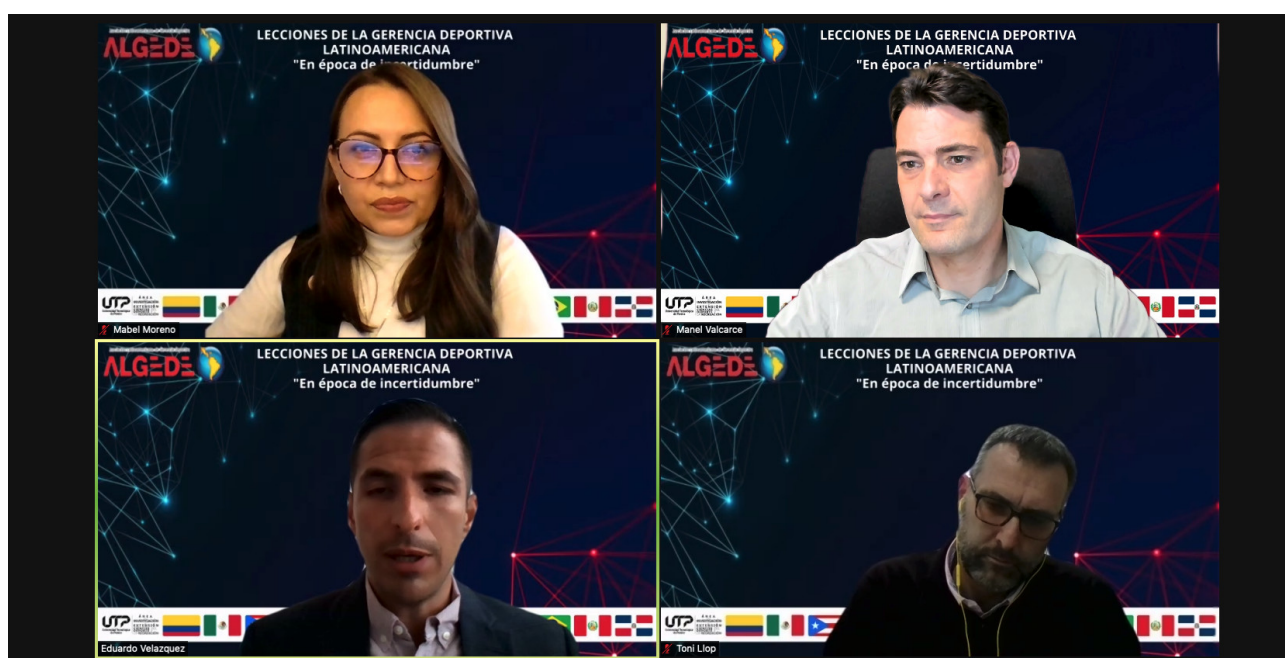 ALGEDE
LECCIONES DE LA GERENCIA DEPORTIVA
LATINOAMERICANA
"En época de incertidumbre"
UTP
Mabel Moreno
ALGEDE
LECCIONES DE LA GERENCIA DEPORTIVA
LATINOAMERICANA
"En época de incertidumbre"
UTP
Manel Valcarce
ALGEDE
LECCIONES DE LA GERENCIA DEPORTIVA
LATINOAMERICANA
"En época de incertidumbre"
UTP
Eduardo Velazquez
ALGEDE
LECCIONES DE LA GERENCIA DEPORTIVA
LATINOAMERICANA
"En época de incertidumbre"
UTP
Toni Llop